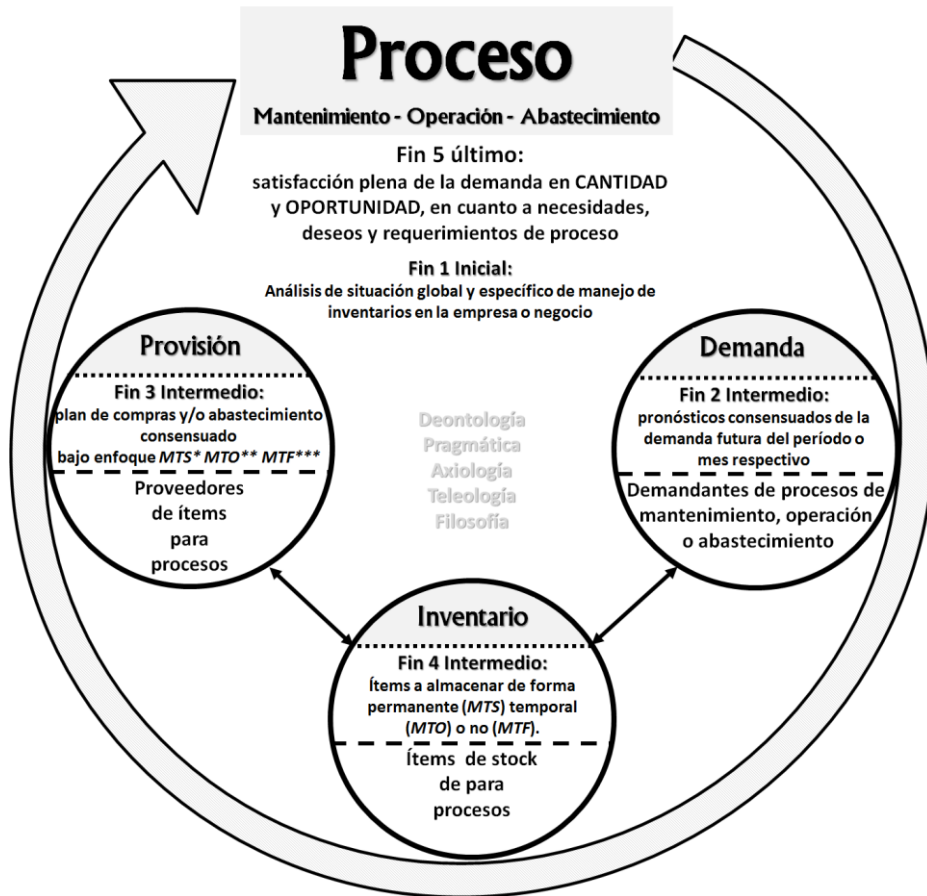 Proceso
Mantenimiento - Operación - Abastecimiento
Fin 5 último:
satisfacción plena de la demanda en CANTIDAD
y OPORTUNIDAD, en cuanto a necesidades,
deseos y requerimientos de proceso
Fin 1 Inicial:
Análisis de situación global y específico de manejo de
inventarios en la empresa o negocio
Provisión
Fin 3 Intermedio:
plan de compras y/o abastecimiento
consensuado
bajo enfoque MTS* MTO** MTF***
Proveedores
de ítems
para
procesos
Deontología
Pragmática
Axiología
Teleología
Filosofía
Demanda
Fin 2 Intermedio:
pronósticos consensuados de la
demanda futura del período o
mes respectivo
Demandantes de procesos de
mantenimiento, operación
o abastecimiento
Inventario
Fin 4 Intermedio:
Ítems a almacenar de forma
permanente (MTS) temporal
(MTO) o no (MTF).
Ítems de stock
de para
procesos